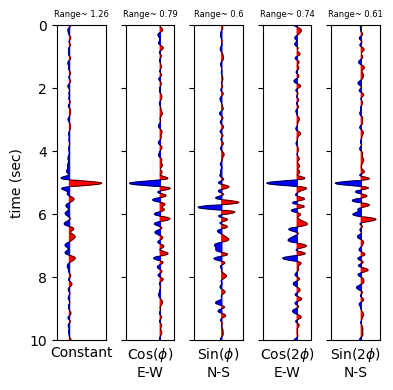 Range~ 1.26 Range~ 0.79 Range~ 0.6 Range~ 0.74 Range~ 0.61
0
2
4
6
8
10
time (sec)
Constant Cos(ϕ) Sin(ϕ) Cos(2ϕ) Sin(2ϕ)
E-W N-S E-W N-S